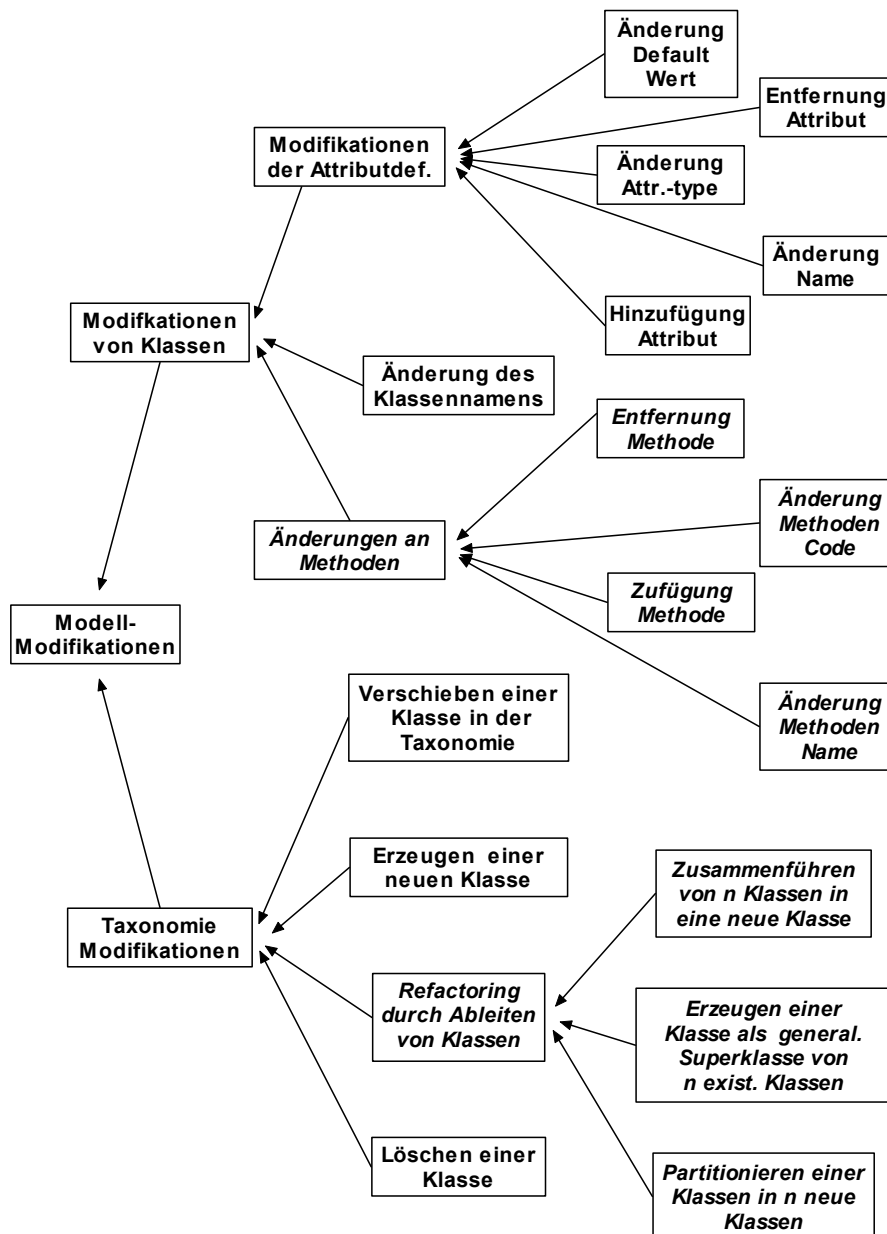 Änderung
Default
Wert
Entfernung
Attribut
Modifikationen
der Attributdef.
Änderung
Attr.-type
Änderung
Name
Hinzufügung
Attribut
Modifkationen
von Klassen
Änderung des
Klassennamens
Entfernung
Methode
Änderung
Methoden
Code
Änderungen an
Methoden
Zufügung
Methode
Modell-
Modifikationen
Änderung
Methoden
Name
Verschieben einer
Klasse in der
Taxonomie
Erzeugen einer
neuen Klasse
Zusammenführen
von n Klassen in
eine neue Klasse
Taxonomie
Modifikationen
Refactoring
durch Ableiten
von Klassen
Erzeugen einer
Klasse als general.
Superklasse von
n exist. Klassen
Löschen einer
Klasse
Partitionieren einer
Klassen in n neue
Klassen